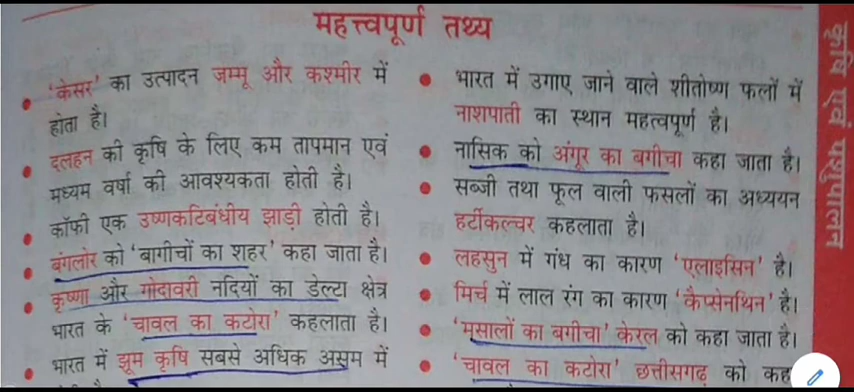 महत्त्वपूर्ण तथ्य
'केसर' का उत्पादन जम्मू और कश्मीर में
होता है।
दलहन की कृषि के लिए कम तापमान एवं
मध्यम वर्षा की आवश्यकता होती है।
कॉफी एक उष्णकटिबंधीय झाड़ी होती है।
बंगलोर को 'बागीचों का शहर' कहा जाता है।
कृष्णा और गोदावरी नदियों का डेल्टा क्षेत्र
भारत के 'चावल का कटोरा' कहलाता है।
भारत में झूम कृषि सबसे अधिक असम में
भारत में उगाए जाने वाले शीतोष्ण फलों में
नाशपाती का स्थान महत्वपूर्ण है।
नासिक को अंगूर का बगीचा कहा जाता है।
सब्जी तथा फूल वाली फसलों का अध्ययन
हर्टीकल्चर कहलाता है।
लहसुन में गंध का कारण 'एलाइसिन' है।
मिर्च में लाल रंग का कारण 'कैप्सेनथिन' है।
'मसालों का बगीचा' केरल को कहा जाता है।
'चावल का कटोरा' छत्तीसगढ़ को कह
कृषि एवं पशुपालन